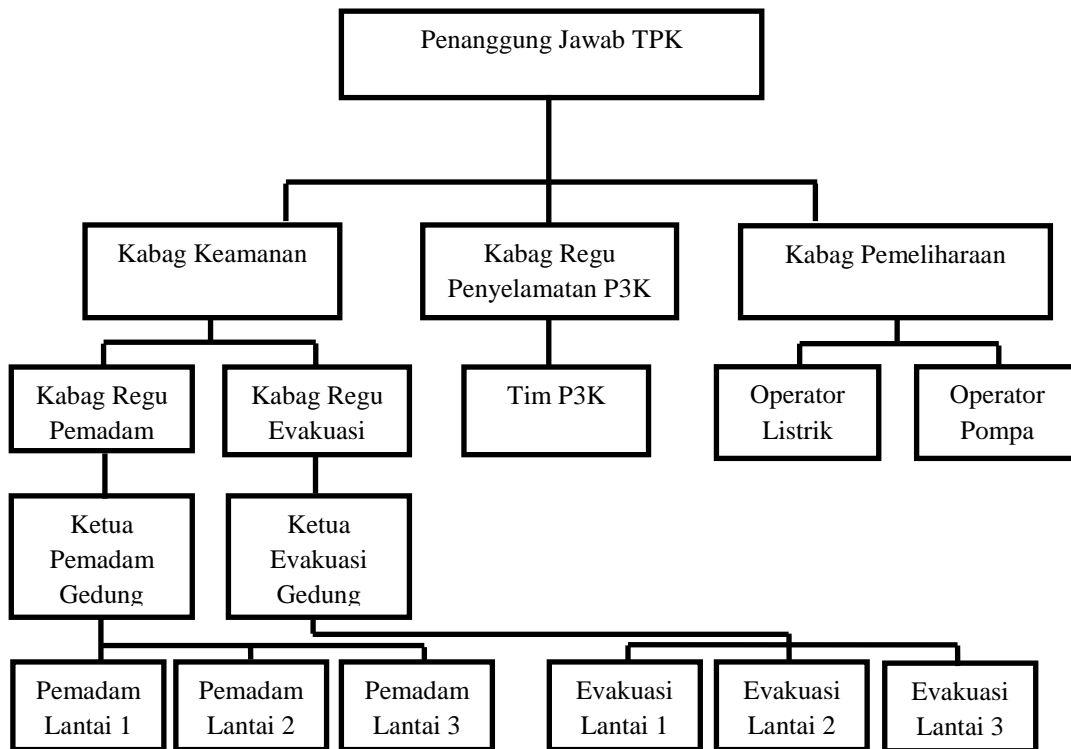 Penanggung Jawab TPK
Kabag Keamanan
Kabag Regu
Penyelamatan P3K
Kabag Pemeliharaan
Kabag Regu
Pemadam
Kabag Regu
Evakuasi
Tim P3K
Operator
Listrik
Operator
Pompa
Ketua
Pemadam
Gedung
Ketua
Evakuasi
Gedung
Pemadam
Lantai 1
Pemadam
Lantai 2
Pemadam
Lantai 3
Evakuasi
Lantai 1
Evakuasi
Lantai 2
Evakuasi
Lantai 3